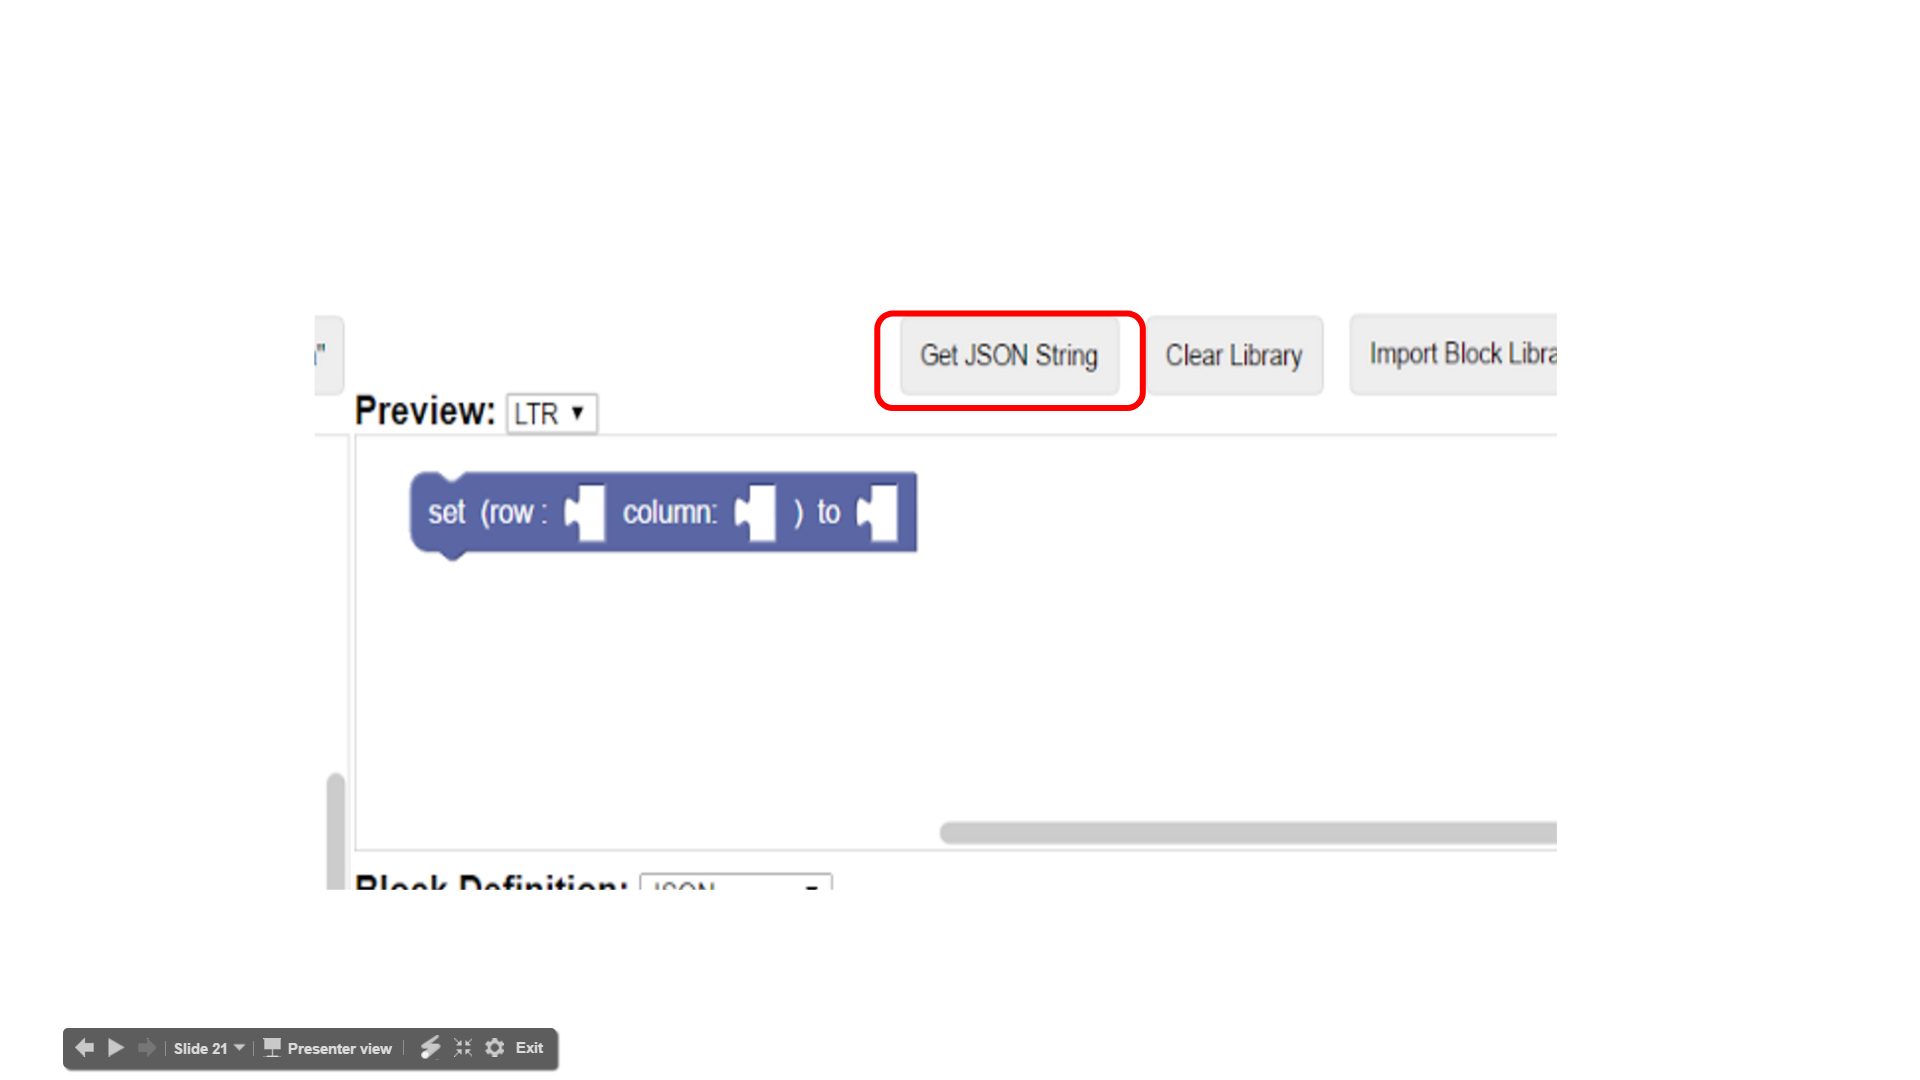 Get JSON String Clear Library Import Block Libra
Preview: LTR
set (row : column: ) to
Block Definition: JSON
Slide 21 Presenter view Exit